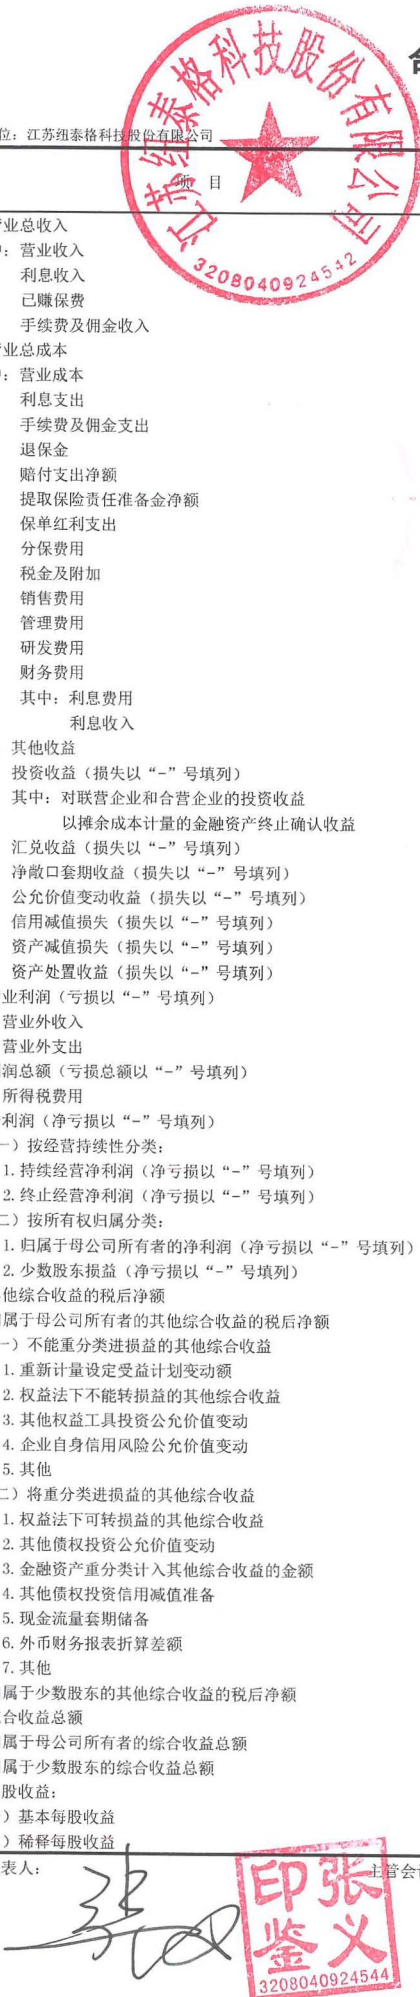 江苏纽泰格科技股份有限公司
3208040924542
位：江苏纽泰格科技股份有限公司
项 目
业总收入
：营业收入
利息收入
已赚保费
手续费及佣金收入
业总成本
：营业成本
利息支出
手续费及佣金支出
退保金
赔付支出净额
提取保险责任准备金净额
保单红利支出
分保费用
税金及附加
销售费用
管理费用
研发费用
财务费用
其中：利息费用
利息收入
其他收益
投资收益（损失以“-”号填列）
其中：对联营企业和合营企业的投资收益
以摊余成本计量的金融资产终止确认收益
汇兑收益（损失以“-”号填列）
净敞口套期收益（损失以“-”号填列）
公允价值变动收益（损失以“-”号填列）
信用减值损失（损失以“-”号填列）
资产减值损失（损失以“-”号填列）
资产处置收益（损失以“-”号填列）
业利润（亏损以“-”号填列）
营业外收入
营业外支出
润总额（亏损总额以“-”号填列）
所得税费用
利润（净亏损以“-”号填列）
一）按经营持续性分类：
1.持续经营净利润（净亏损以“-”号填列）
2.终止经营净利润（净亏损以“-”号填列）
二）按所有权归属分类：
1.归属于母公司所有者的净利润（净亏损以“-”号填列）
2.少数股东损益（净亏损以“-”号填列）
他综合收益的税后净额
属于母公司所有者的其他综合收益的税后净额
一）不能重分类进损益的其他综合收益
1.重新计量设定受益计划变动额
2.权益法下不能转损益的其他综合收益
3.其他权益工具投资公允价值变动
4.企业自身信用风险公允价值变动
5.其他
二）将重分类进损益的其他综合收益
1.权益法下可转损益的其他综合收益
2.其他债权投资公允价值变动
3.金融资产重分类计入其他综合收益的金额
4.其他债权投资信用减值准备
5.现金流量套期储备
6.外币财务报表折算差额
7.其他
属于少数股东的其他综合收益的税后净额
合收益总额
属于母公司所有者的综合收益总额
属于少数股东的综合收益总额
股收益：
）基本每股收益
）稀释每股收益
表人：
主管会计
张义印鉴
3208040924544